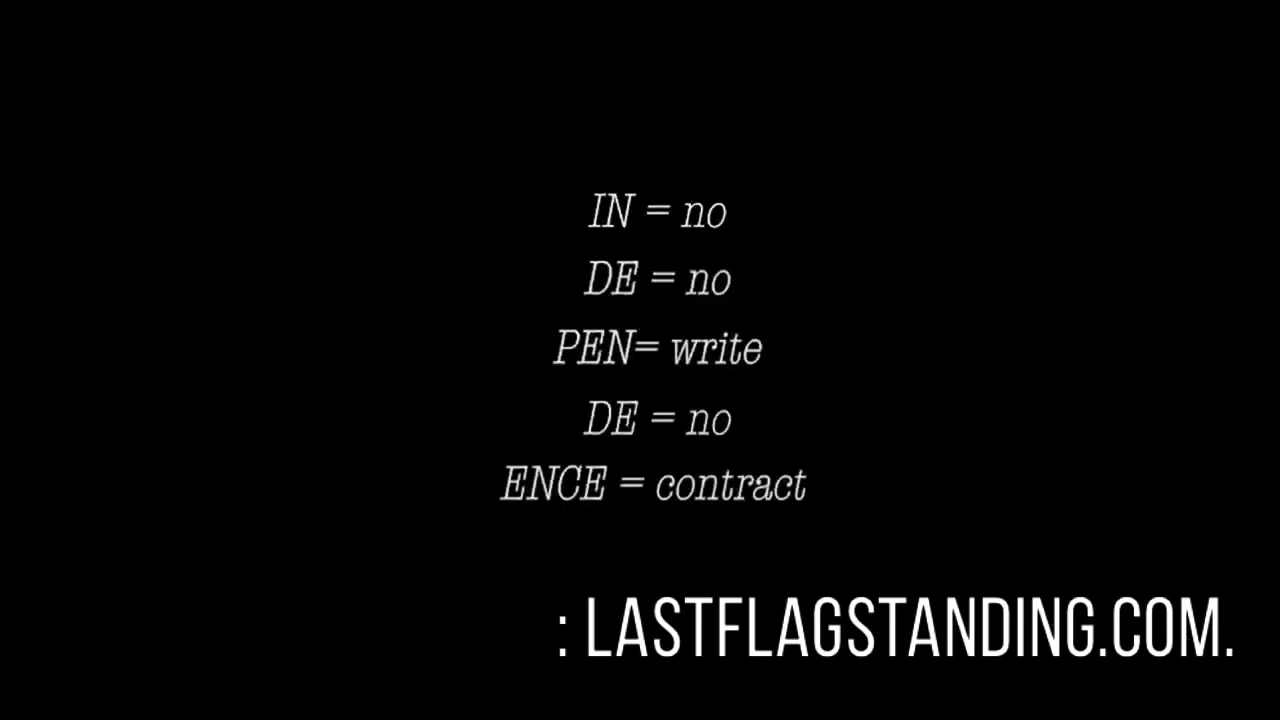 IN = no
DE = no
PEN= write
DE = no
ENCE = contract
: LASTFLAGSTANDING.COM.